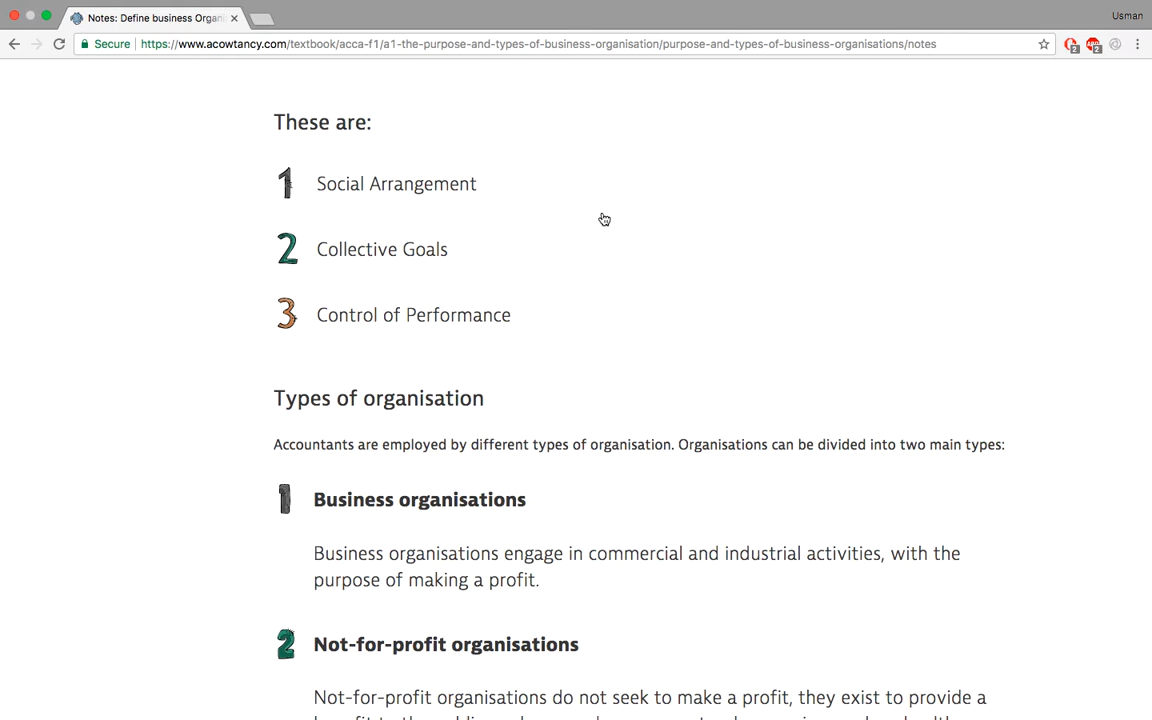 Notes: Define business Organi
Usman
Secure https://www.acowtancy.com/textbook/acca-f1/a1-the-purpose-and-types-of-business-organisation/purpose-and-types-of-business-organisations/notes
2
2
These are:
1 Social Arrangement
2 Collective Goals
3 Control of Performance
Types of organisation
Accountants are employed by different types of organisation. Organisations can be divided into two main types:
1 Business organisations
Business organisations engage in commercial and industrial activities, with the
purpose of making a profit.
2 Not-for-profit organisations
Not-for-profit organisations do not seek to make a profit, they exist to provide a